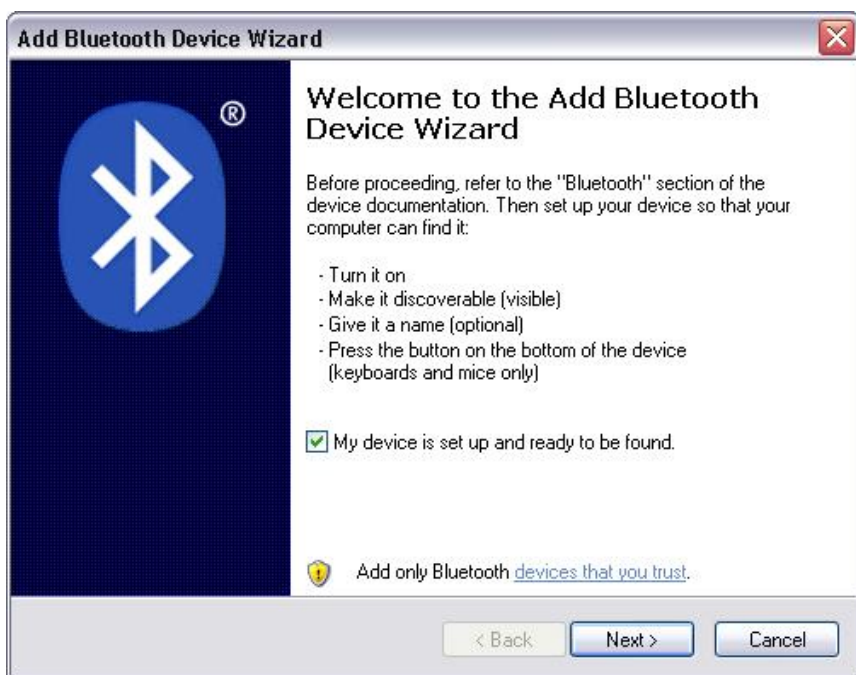 Add Bluetooth Device Wizard
®
Welcome to the Add Bluetooth
Device Wizard
Before proceeding, refer to the "Bluetooth" section of the
device documentation. Then set up your device so that your
computer can find it:
- Turn it on
- Make it discoverable (visible)
- Give it a name (optional)
- Press the button on the bottom of the device
(keyboards and mice only)
My device is set up and ready to be found.
Add only Bluetooth devices that you trust.
< Back Next > Cancel